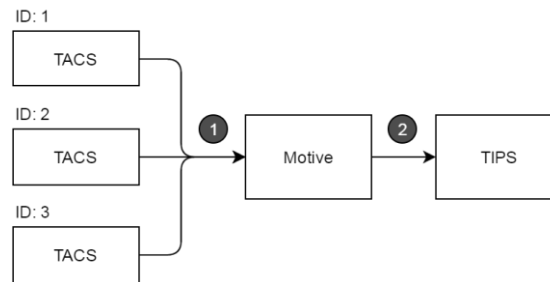 ID: 1
TACS
ID: 2
TACS
ID: 3
TACS
1
Motive
2
TIPS